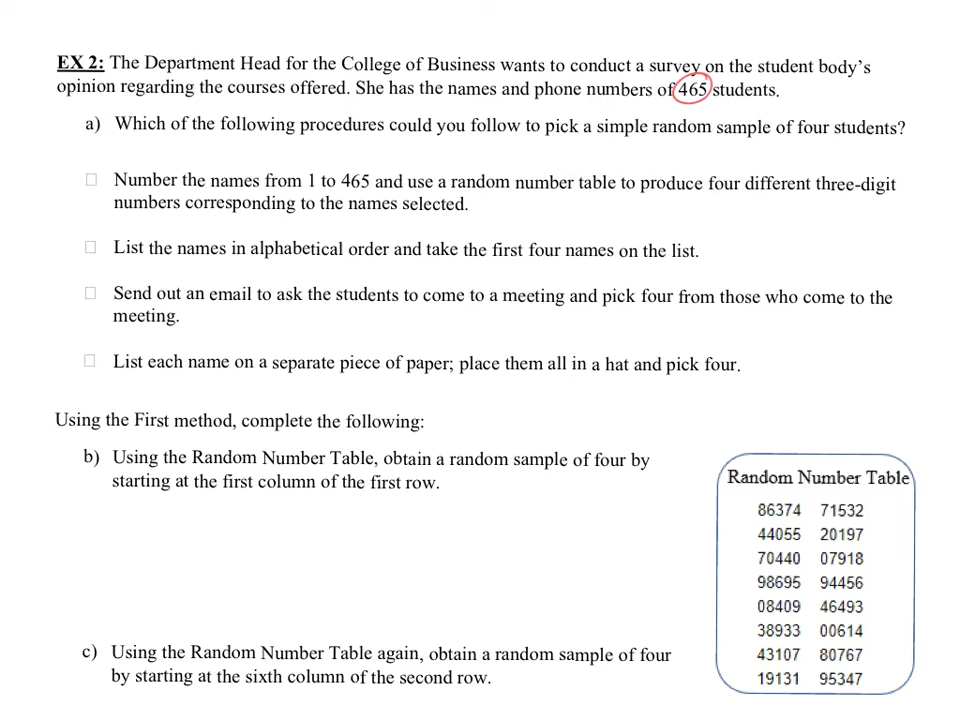 EX 2: The Department Head for the College of Business wants to conduct a survey on the student body's
opinion regarding the courses offered. She has the names and phone numbers of 465 students.
a) Which of the following procedures could you follow to pick a simple random sample of four students?
☐ Number the names from 1 to 465 and use a random number table to produce four different three-digit
numbers corresponding to the names selected.
☐ List the names in alphabetical order and take the first four names on the list.
☐ Send out an email to ask the students to come to a meeting and pick four from those who come to the
meeting.
☐ List each name on a separate piece of paper; place them all in a hat and pick four.
Using the First method, complete the following:
b) Using the Random Number Table, obtain a random sample of four by
starting at the first column of the first row.
Random Number Table
86374 71532
44055 20197
70440 07918
98695 94456
08409 46493
38933 00614
43107 80767
19131 95347
c) Using the Random Number Table again, obtain a random sample of four
by starting at the sixth column of the second row.